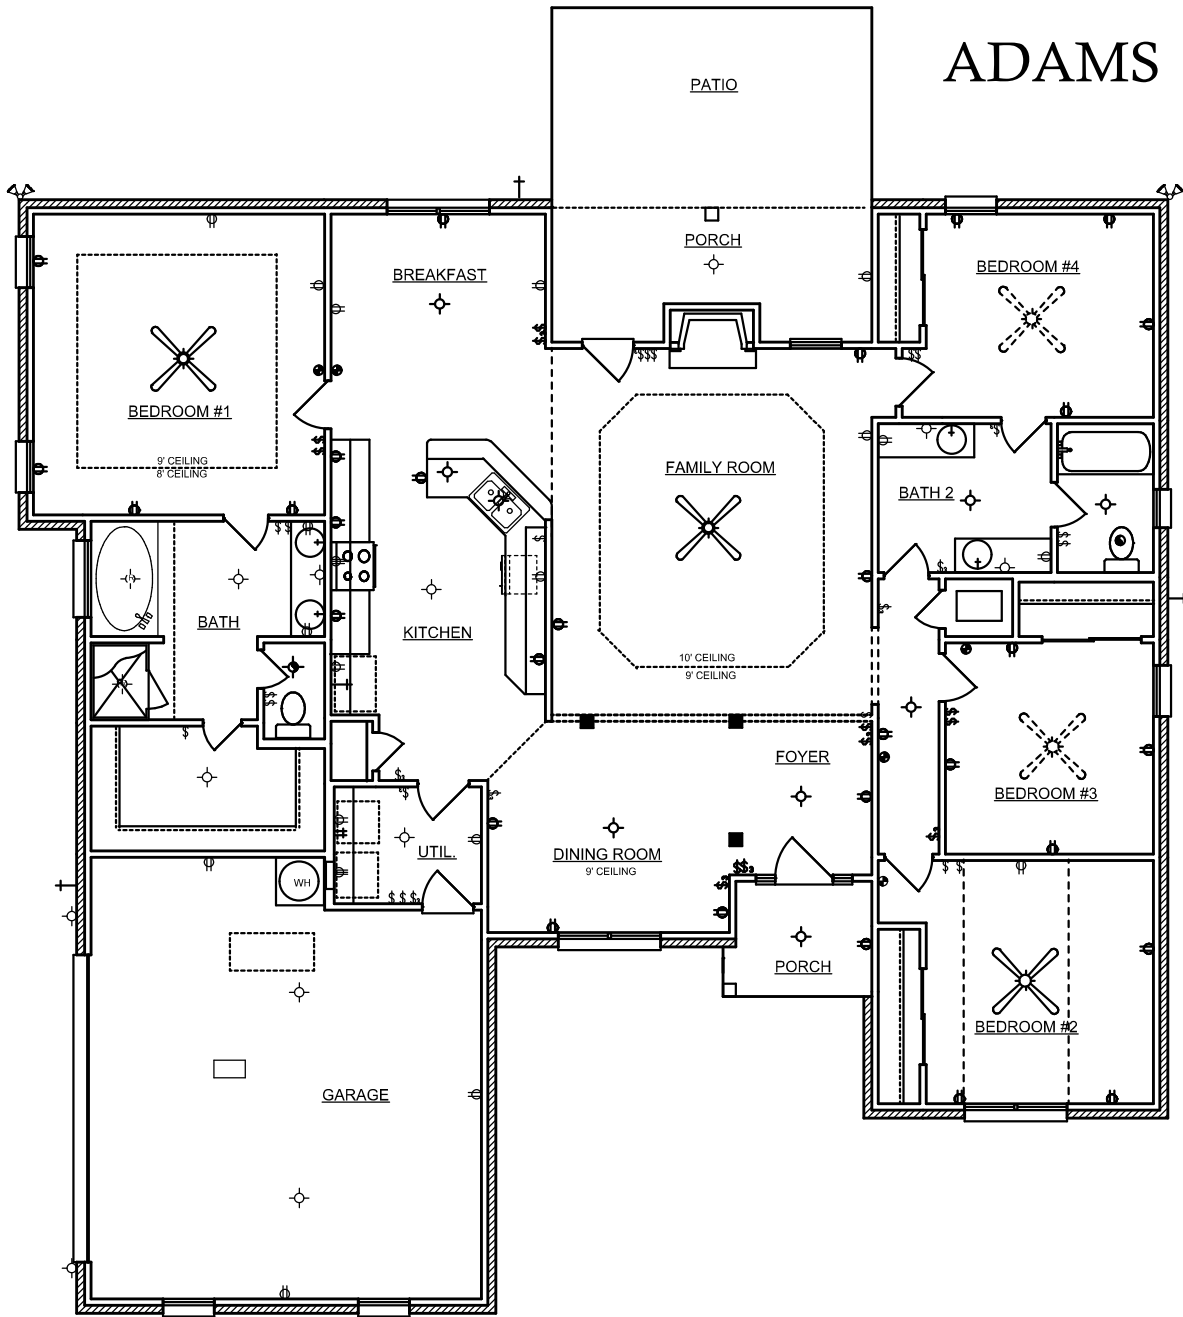 ADAMS
PATIO
PORCH
BREAKFAST
BEDROOM #4
BEDROOM #1
9' CEILING
8' CEILING
FAMILY ROOM
BATH 2
BATH
KITCHEN
10' CEILING
9' CEILING
FOYER
BEDROOM #3
UTIL.
DINING ROOM
9' CEILING
WH
PORCH
BEDROOM #2
GARAGE